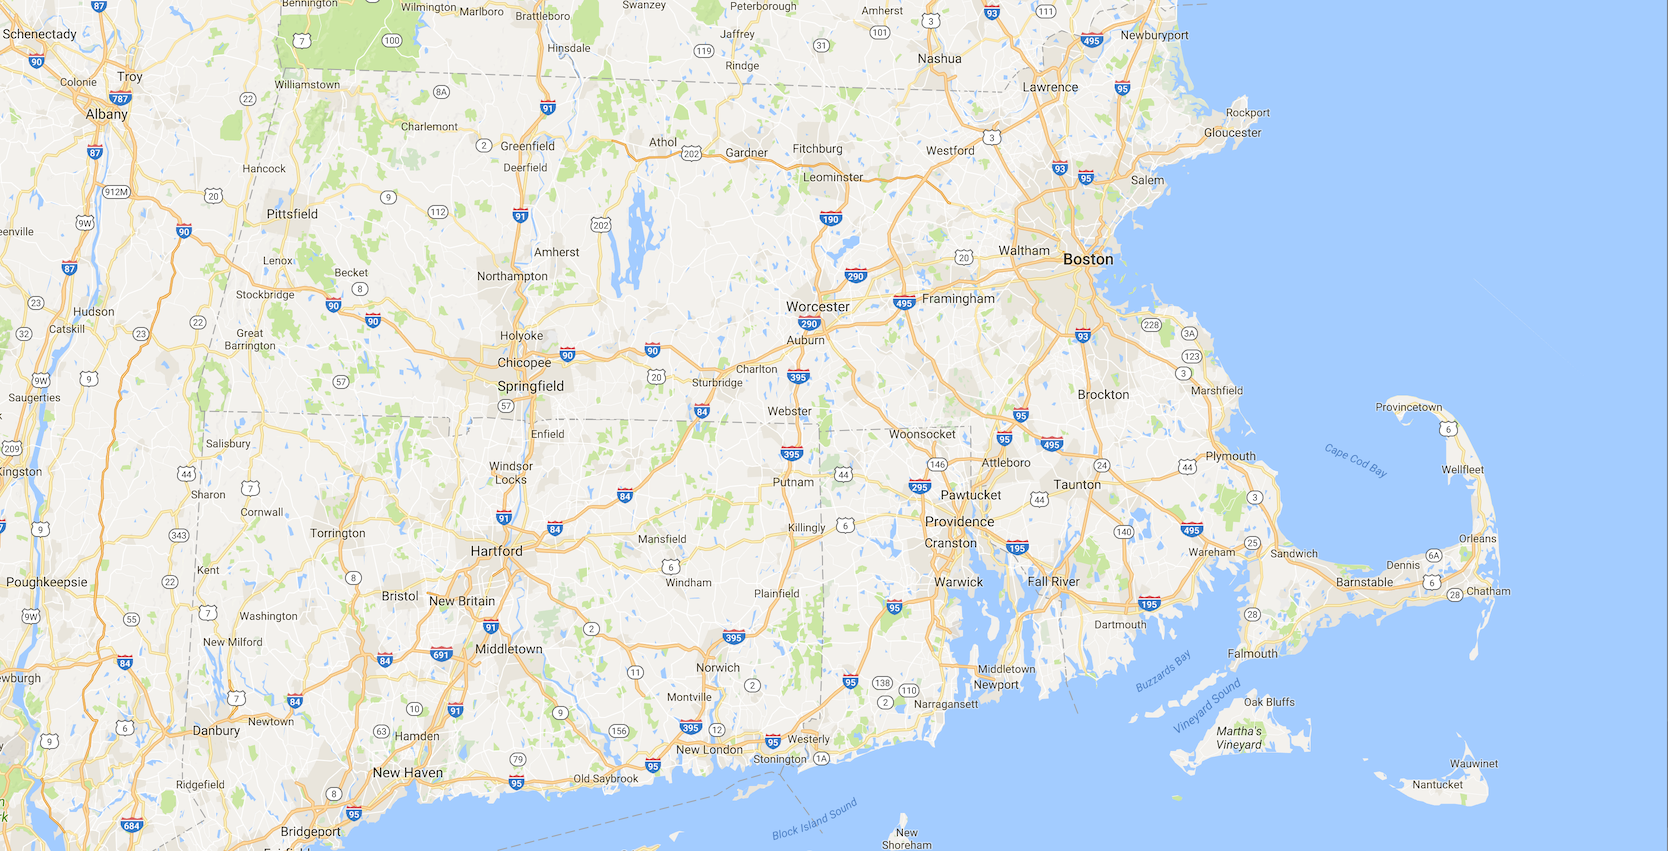 Bennington
Wilmington
Marlboro
Brattleboro
Swanzey
Peterborough
Amherst
87
93
111
3
Schenectady
7
100
Hinsdale
Jaffrey
119
31
101
495
Newburyport
90
Colonie
Troy
Rindge
Nashua
Williamstown
Lawrence
95
787
22
8A
91
Albany
Rockport
Gloucester
Charlemont
2
Greenfield
Athol
202
Gardner
Fitchburg
Westford
3
87
Hancock
Deerfield
Leominster
93
95
Salem
912M
20
9
112
Pittsfield
91
202
190
9W
90
enville
Amherst
Waltham
20
Boston
87
Lenox
Becket
Northampton
290
8
Stockbridge
23
90
Worcester
495
Framingham
Hudson
22
90
290
228
Catskill
32
23
Great
Barrington
Holyoke
Auburn
93
3A
Chicopee
90
90
123
Charlton
9W
9
57
Springfield
20
Sturbridge
395
3
Marshfield
Saugerties
57
84
Webster
Brockton
Provincetown
95
6
Salisbury
Enfield
Woonsocket
95
495
209
395
Cape Cod Bay
Kingston
44
Windsor
Locks
44
146
Attleboro
24
44
Plymouth
Wellfleet
7
Sharon
84
Putnam
295
Pawtucket
Taunton
44
3
Cornwall
91
9
343
Torrington
84
Killingly
6
Providence
140
495
Mansfield
Cranston
195
25
Orleans
Hartford
Wareham
Sandwich
6A
Kent
6
Dennis
Poughkeepsie
22
8
Windham
Warwick
Fall River
Barnstable
6
Bristol
New Britain
Plainfield
95
195
28
Chatham
9W
55
7
Washington
28
91
2
395
Dartmouth
New Milford
691
Middletown
Falmouth
84
84
Norwich
Middletown
Buzzards Bay
ewburgh
11
2
95
138
110
Newport
7
84
Montville
2
Narragansett
Vineyard Sound
Oak Bluffs
10
91
9
Newtown
6
Danbury
63
Hamden
156
395
12
Martha's
Vineyard
9
New London
95
Westerly
79
Stonington
1A
Wauwinet
New Haven
Old Saybrook
95
Ridgefield
95
Nantucket
8
95
Block Island Sound
684
Bridgeport
New
Shoreham